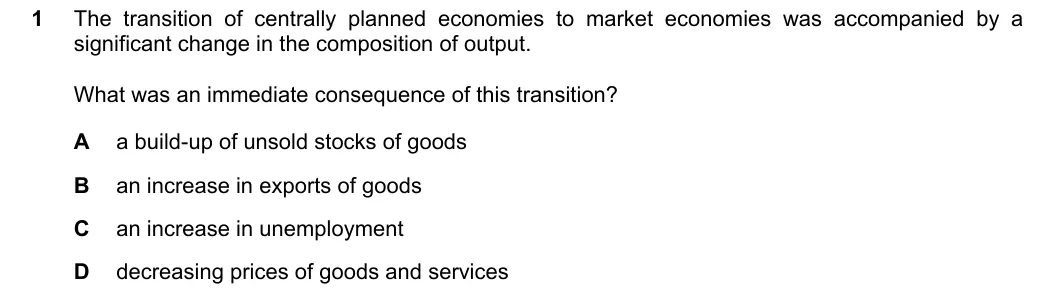 1 The transition of centrally planned economies to market economies was accompanied by a
significant change in the composition of output.
What was an immediate consequence of this transition?
A a build-up of unsold stocks of goods
B an increase in exports of goods
C an increase in unemployment
D decreasing prices of goods and services